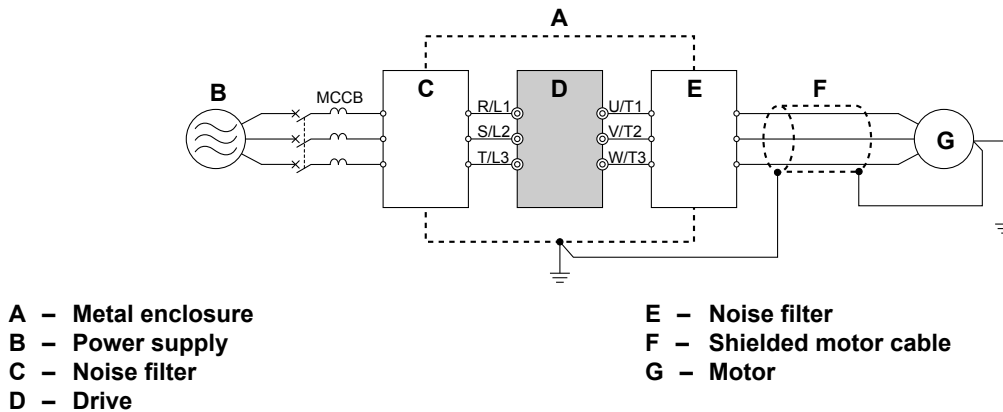 A
B
MCCB
C
R/L1
S/L2
T/L3
D
U/T1
V/T2
W/T3
E
F
G
A – Metal enclosure
B – Power supply
C – Noise filter
D – Drive
E – Noise filter
F – Shielded motor cable
G – Motor